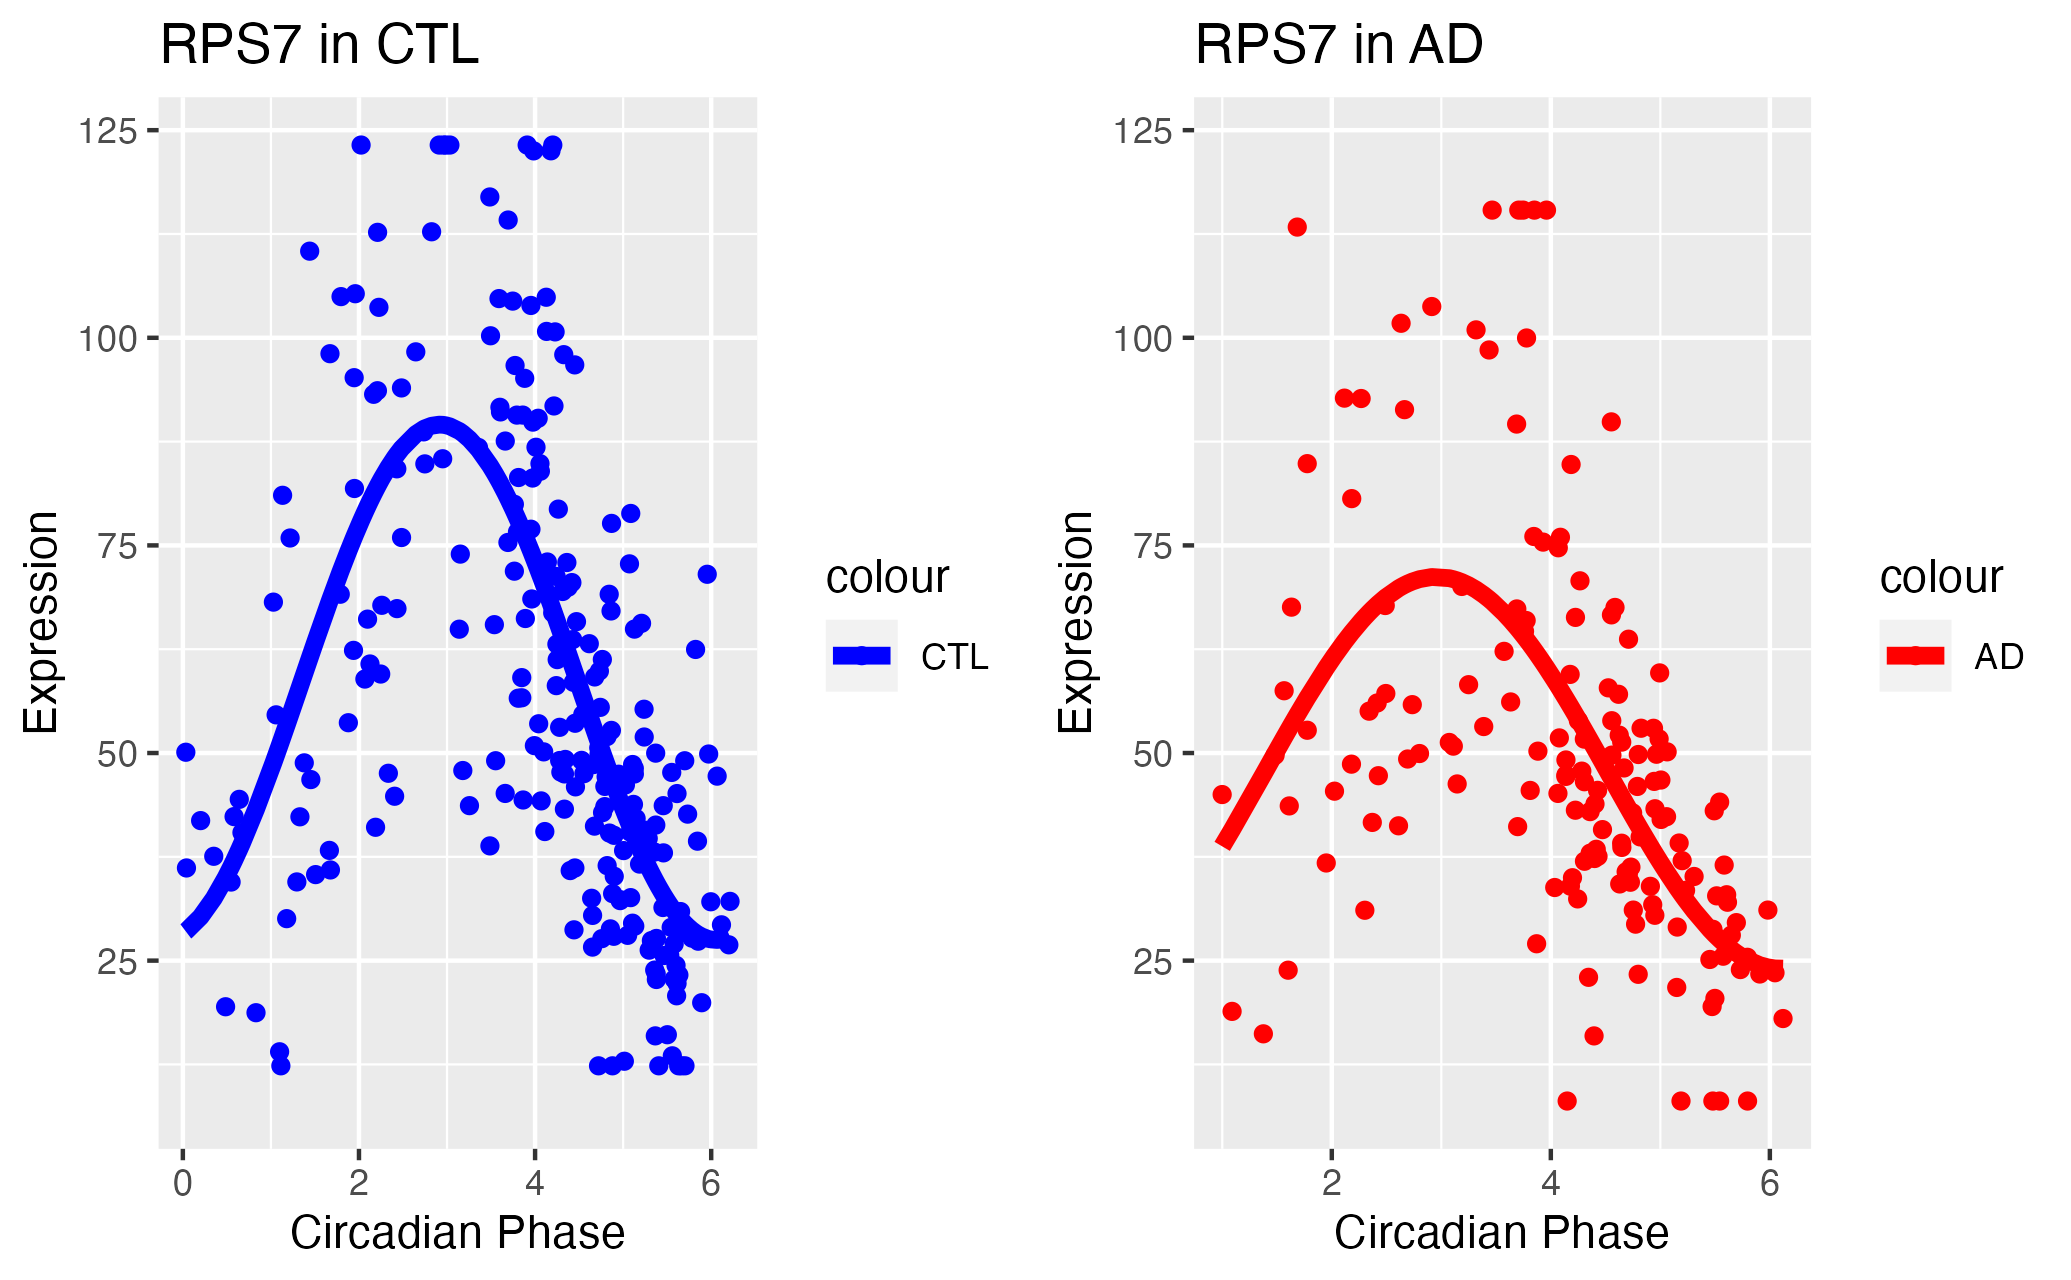 RPS7 in CTL
125
100
75
50
25
Expression
0 2 4 6
Circadian Phase
colour
CTL
RPS7 in AD
125
100
75
50
25
Expression
2 4 6
Circadian Phase
colour
AD